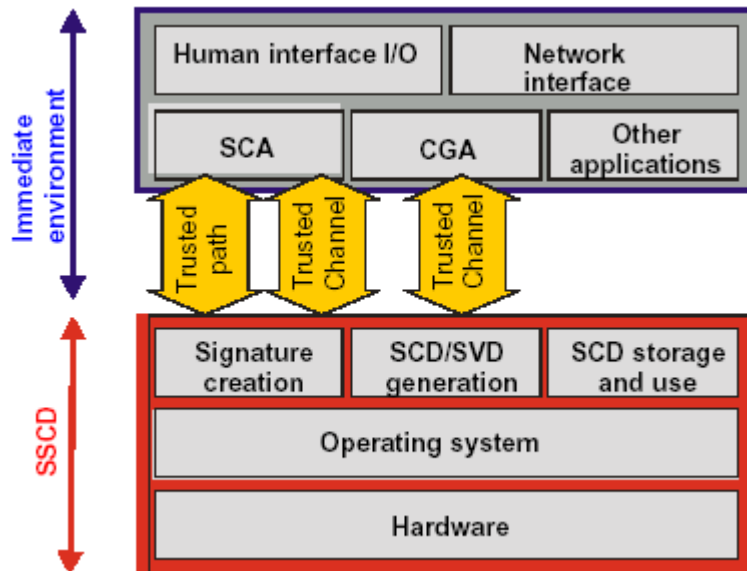 Immediate
environment
Human interface I/O
Network
interface
SCA
CGA
Other
applications
Trusted
path
Trusted
Channel
Trusted
Channel
SSCD
Signature
creation
SCD/SVD
generation
SCD storage
and use
Operating system
Hardware